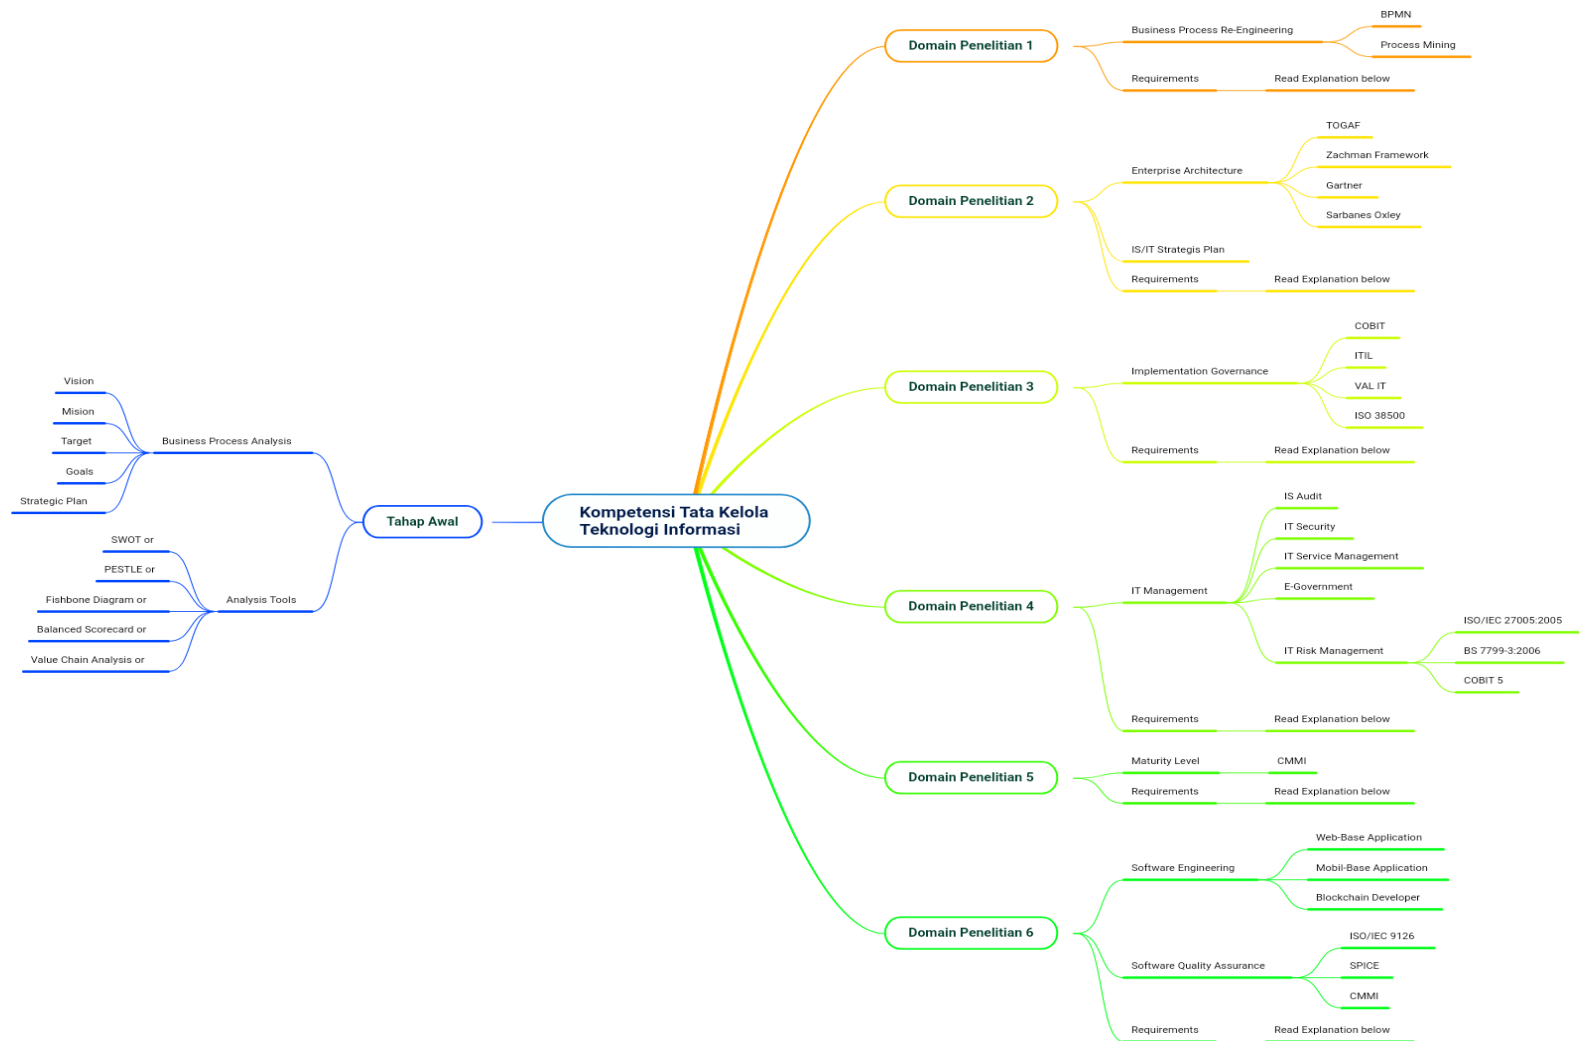 Kompetensi Tata Kelola
Teknologi Informasi
Tahap Awal
Business Process Analysis
Vision
Mision
Target
Goals
Strategic Plan
Analysis Tools
SWOT or
PESTLE or
Fishbone Diagram or
Balanced Scorecard or
Value Chain Analysis or
Domain Penelitian 1
Business Process Re-Engineering
BPMN
Process Mining
Requirements
Read Explanation below
Domain Penelitian 2
Enterprise Architecture
TOGAF
Zachman Framework
Gartner
Sarbanes Oxley
IS/IT Strategis Plan
Requirements
Read Explanation below
Domain Penelitian 3
Implementation Governance
COBIT
ITIL
VAL IT
ISO 38500
Requirements
Read Explanation below
Domain Penelitian 4
IT Management
IS Audit
IT Security
IT Service Management
E-Government
IT Risk Management
ISO/IEC 27005:2005
BS 7799-3:2006
COBIT 5
Requirements
Read Explanation below
Domain Penelitian 5
Maturity Level
CMMI
Requirements
Read Explanation below
Domain Penelitian 6
Software Engineering
Web-Base Application
Mobil-Base Application
Blockchain Developer
Software Quality Assurance
ISO/IEC 9126
SPICE
CMMI
Requirements
Read Explanation below